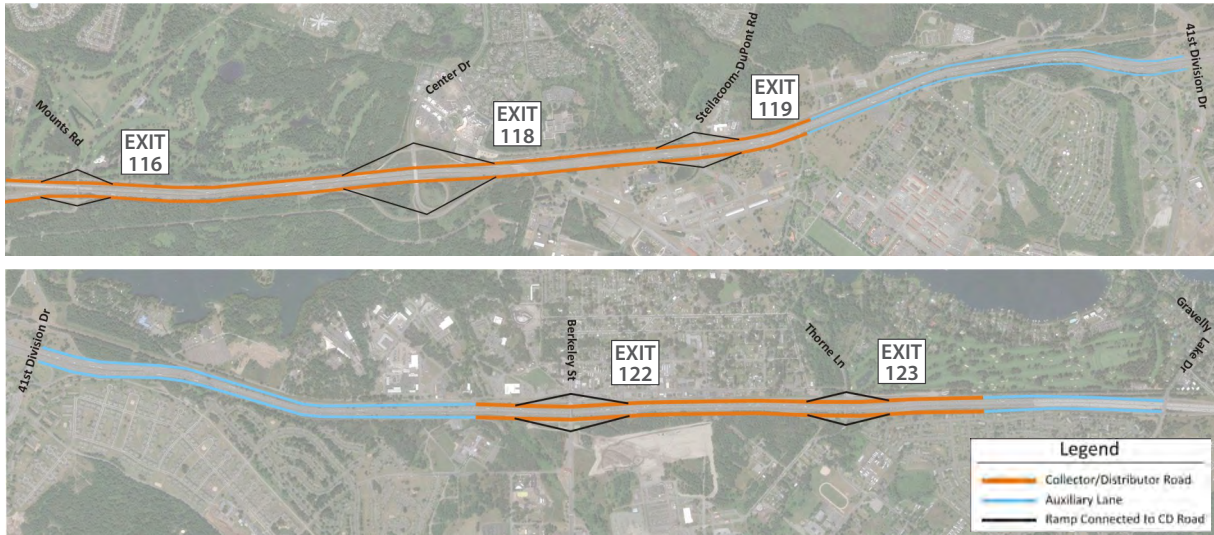 Mounts Rd
EXIT
116
Center Dr
EXIT
118
Steilacoom-DuPont Rd
EXIT
119
41st Division Dr
41st Division Dr
Berkeley St
EXIT
122
Thorne Ln
EXIT
123
Gravelly
Lake Dr
Legend
Collector/Distributor Road
Auxiliary Lane
Ramp Connected to CD Road